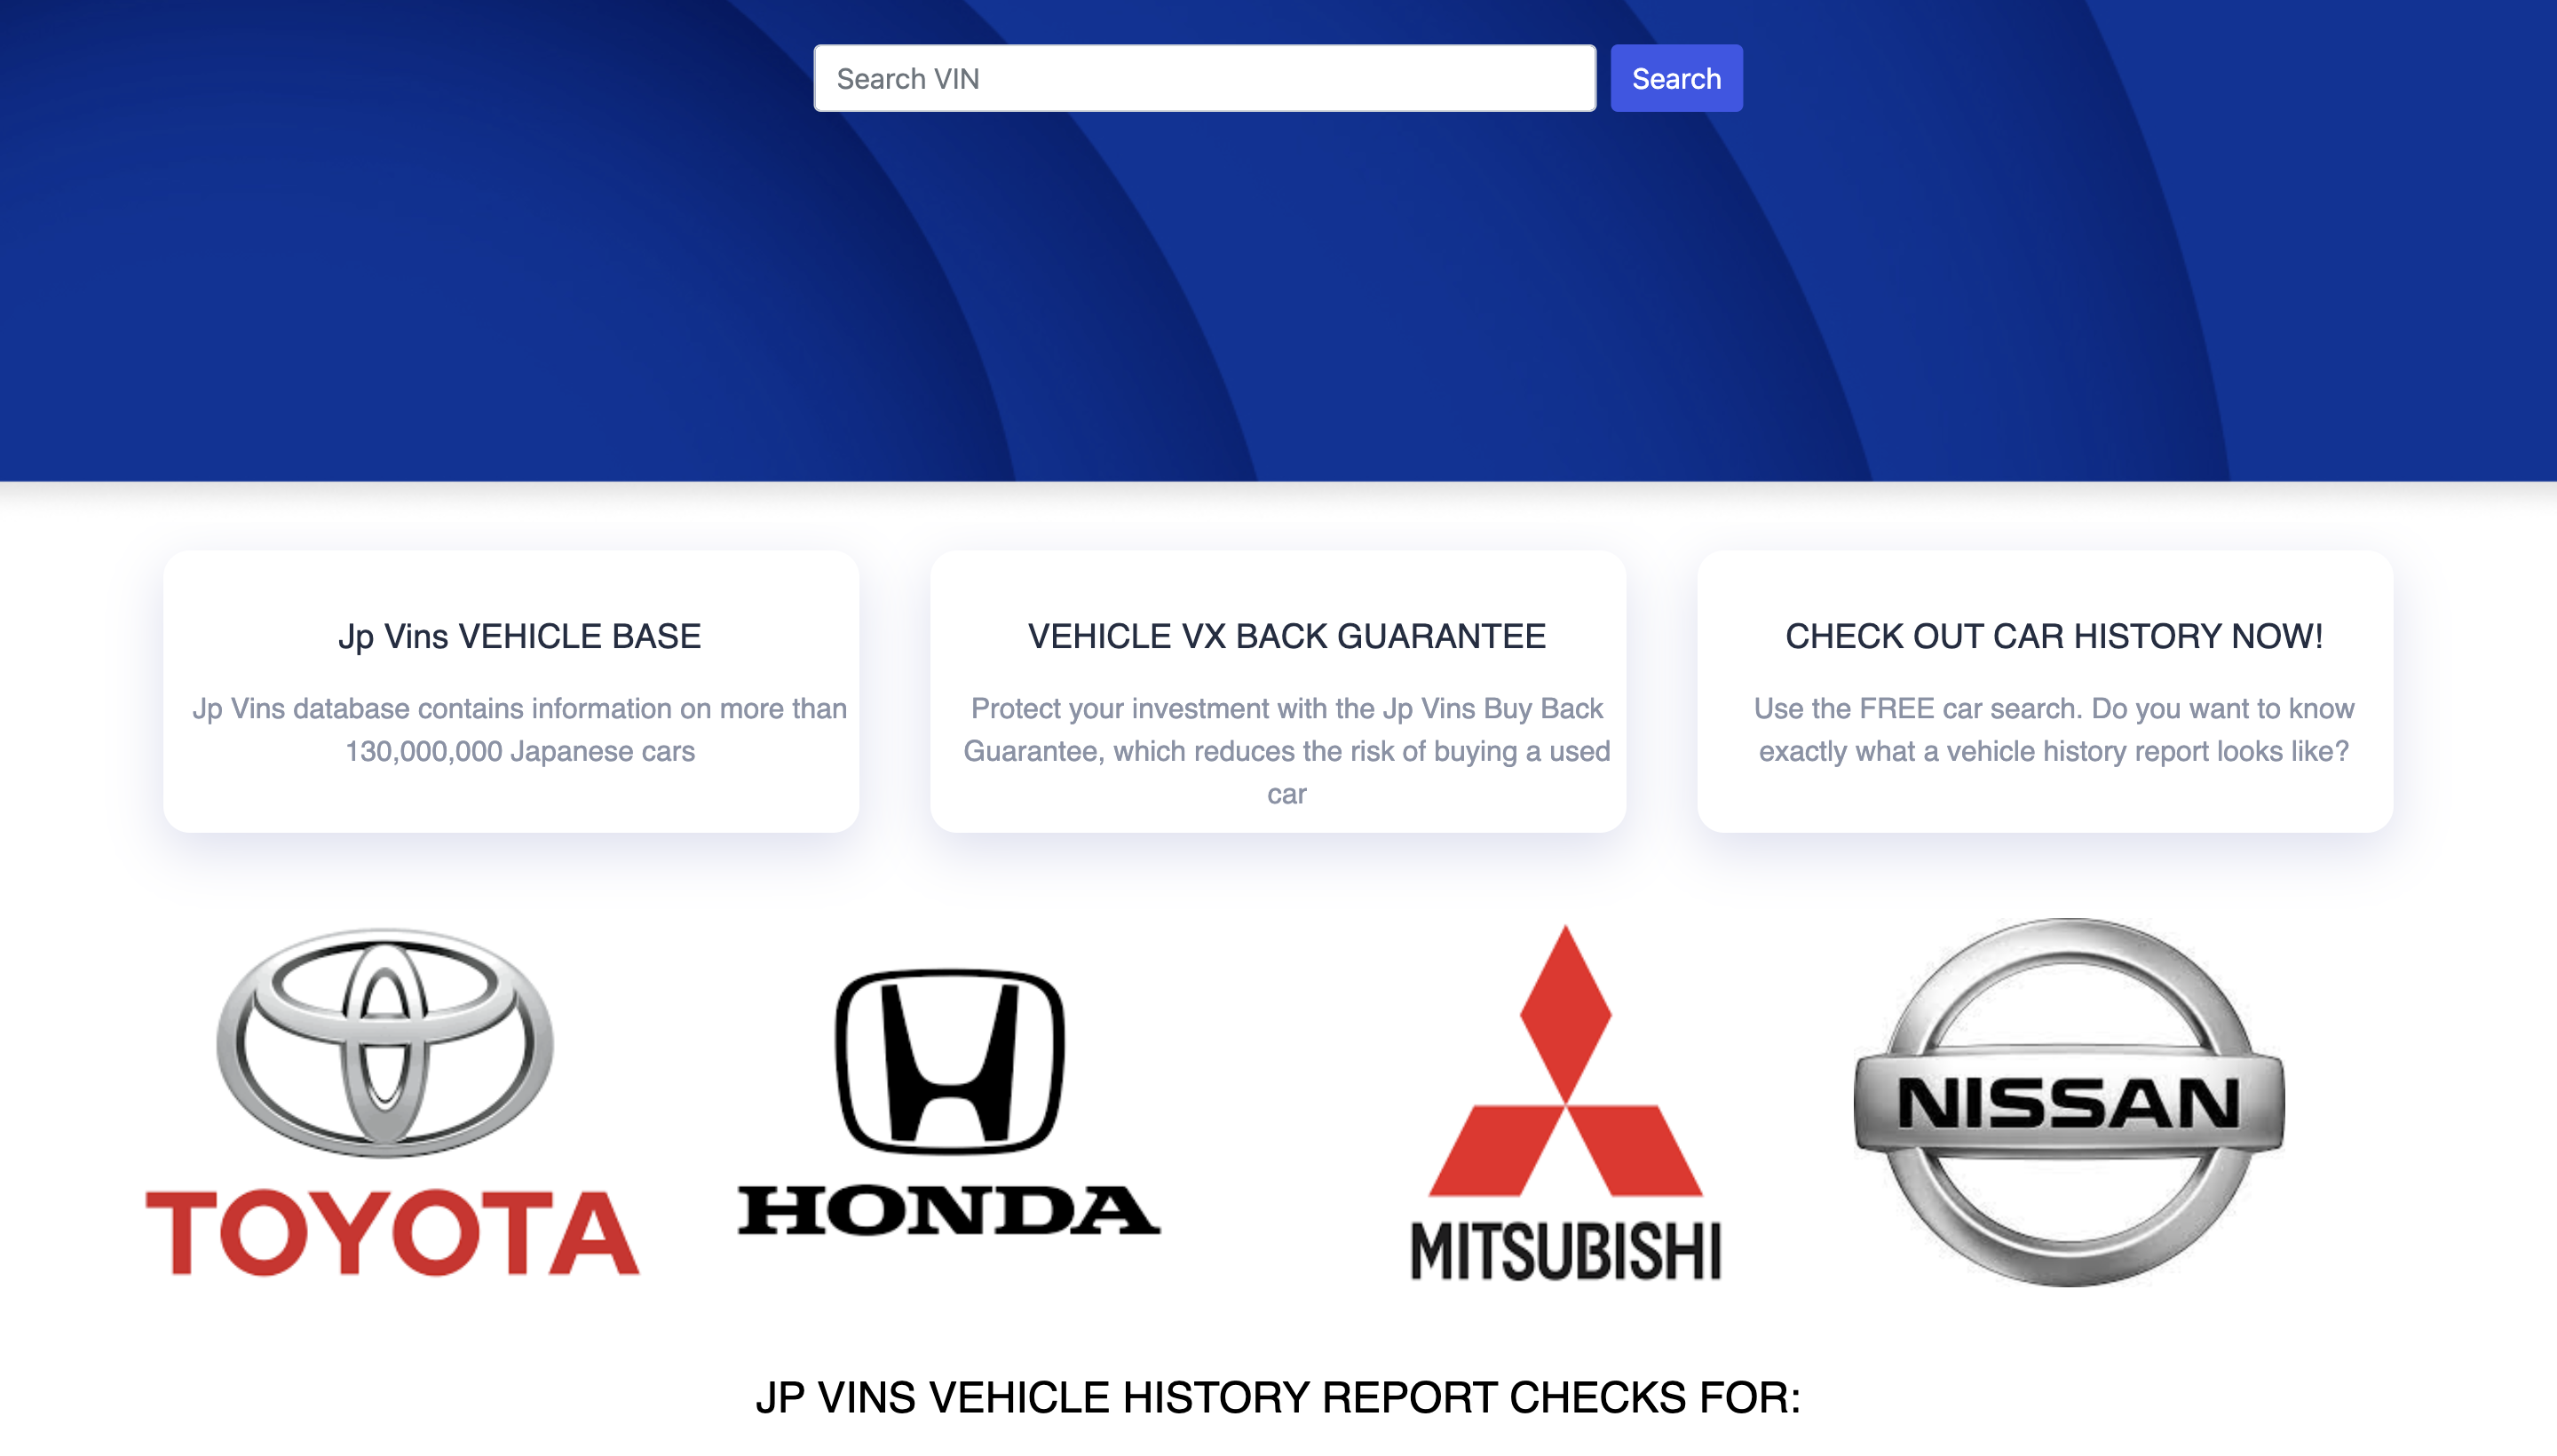 Search VIN
Search
Jp Vins VEHICLE BASE
Jp Vins database contains information on more than
130,000,000 Japanese cars
VEHICLE VX BACK GUARANTEE
Protect your investment with the Jp Vins Buy Back
Guarantee, which reduces the risk of buying a used
car
CHECK OUT CAR HISTORY NOW!
Use the FREE car search. Do you want to know
exactly what a vehicle history report looks like?
TOYOTA
HONDA
MITSUBISHI
NISSAN
JP VINS VEHICLE HISTORY REPORT CHECKS FOR: